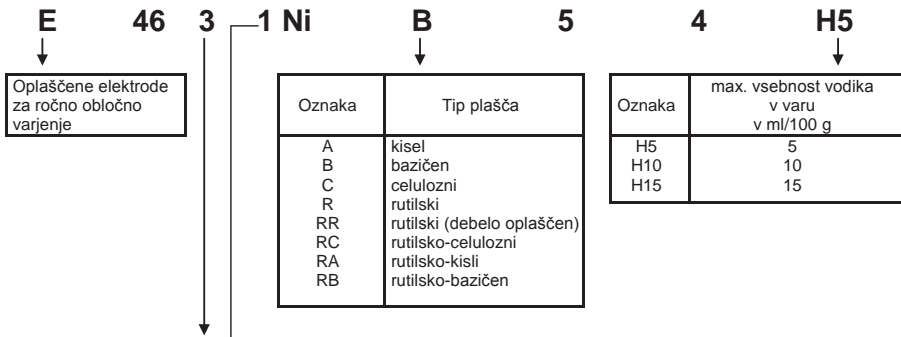 E 46 3 1 Ni B 5 4 H5
Oplaščene elektrode
za ročno obločno
varjenje
Oznaka Tip plašča
A kisel
B bazičen
C celulozni
R rutilski
RR rutilski (debelo oplaščen)
RC rutilsko-celulozni
RA rutilsko-kisli
RB rutilsko-bazičen
Oznaka max. vsebnost vodika
v varu
v ml/100 g
H5 5
H10 10
H15 15